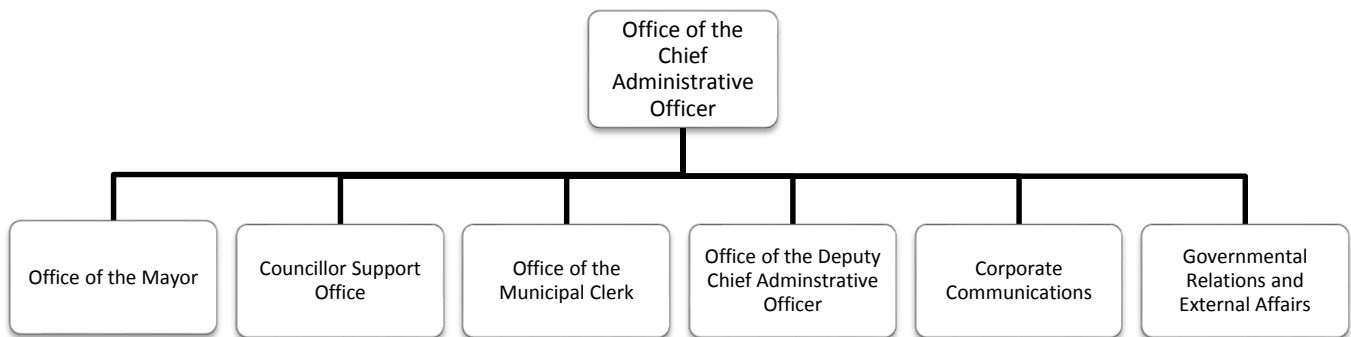 Office of the
Chief
Administrative
Officer
Office of the Mayor
Councillor Support
Office
Office of the
Municipal Clerk
Office of the Deputy
Chief Adminstrative
Officer
Corporate
Communications
Governmental
Relations and
External Affairs